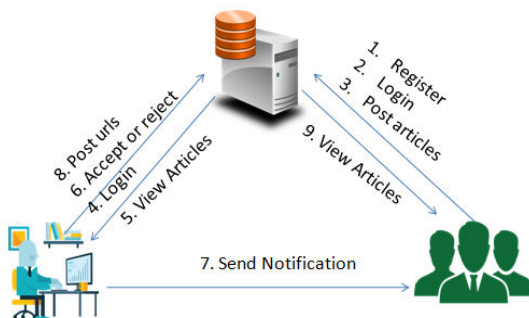 1. Register
2. Login
3. Post articles
8. Post urls
6. Accept or reject
4. Login
5. View Articles
9. View Articles
7. Send Notification